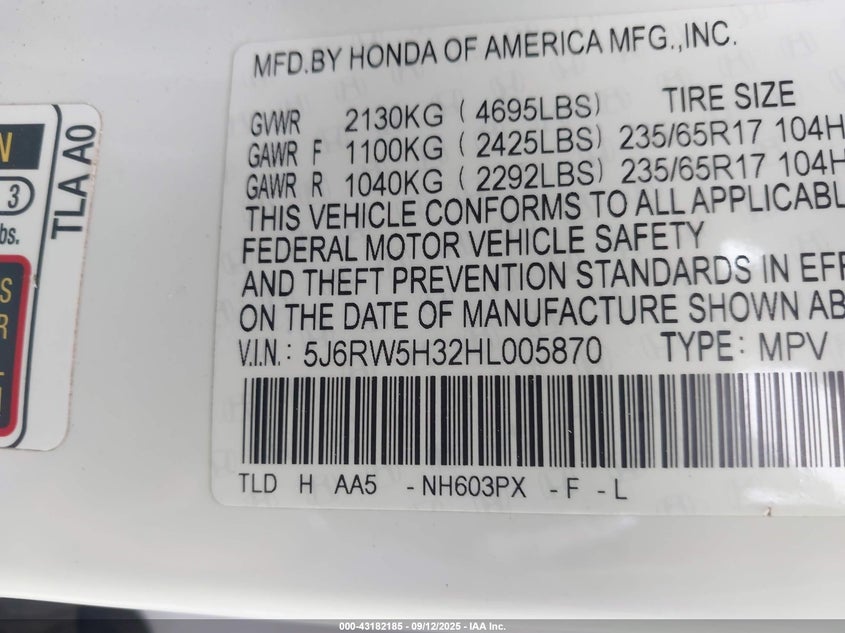 MFD.BY HONDA OF AMERICA MFG.,INC.
GVWR 2130KG ( 4695LBS) TIRE SIZE
GAWR F 1100KG ( 2425LBS) 235/65R17 104H
GAWR R 1040KG ( 2292LBS) 235/65R17 104H
THIS VEHICLE CONFORMS TO ALL APPLICABL
FEDERAL MOTOR VEHICLE SAFETY
AND THEFT PREVENTION STANDARDS IN EFF
ON THE DATE OF MANUFACTURE SHOWN AB
V.I.N.: 5J6RW5H32HL005870 TYPE: MPV
TLD H AA5 -NH603PX -F -L
N
3
bs.
TLA A0
S
R
000-43182185 - 09/12/2025 - IAA Inc.